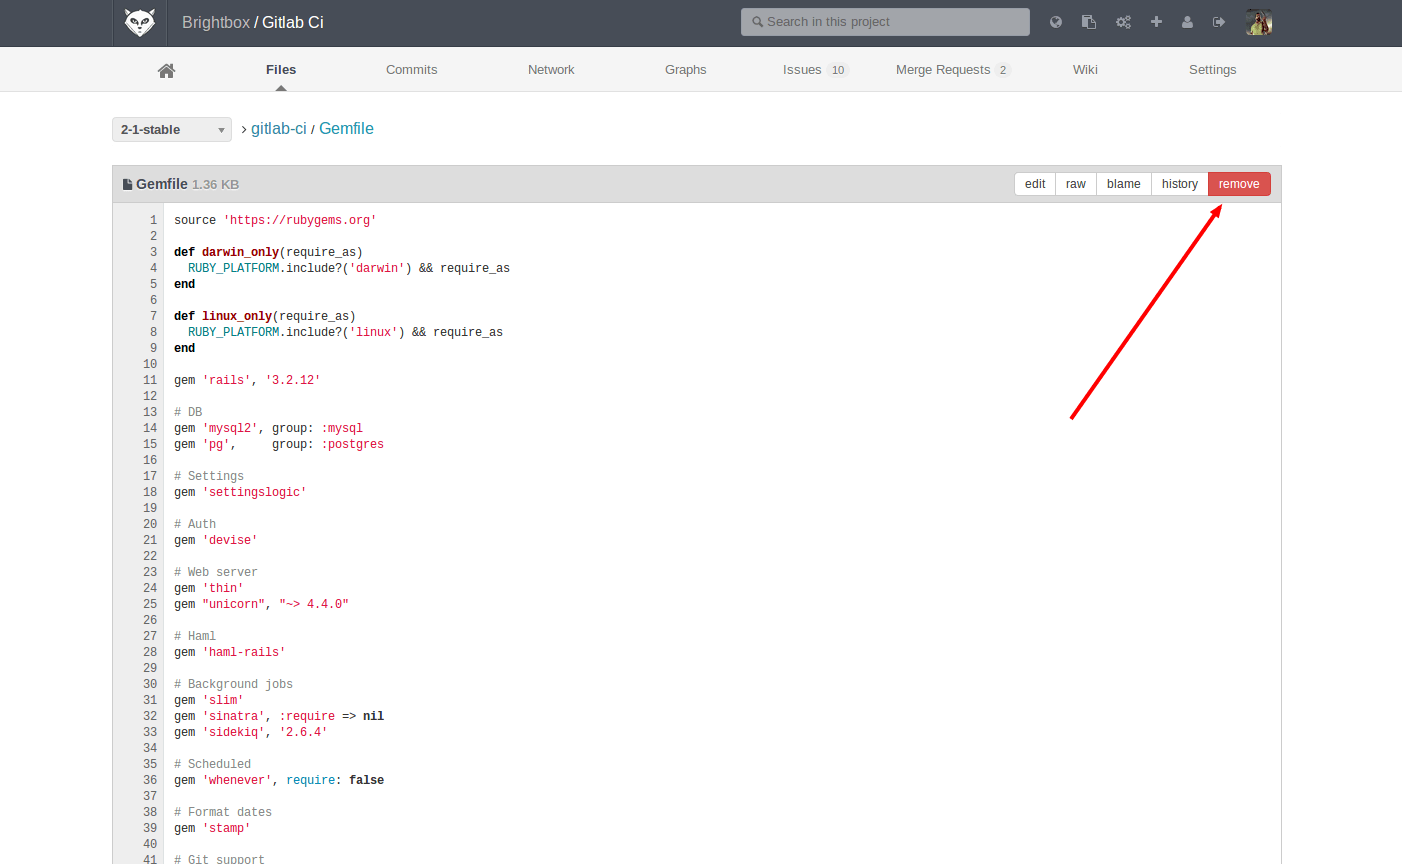 Brightbox / Gitlab Ci
Search in this project
Files
Commits
Network
Graphs
Issues 10
Merge Requests 2
Wiki
Settings
2-1-stable
› gitlab-ci / Gemfile
Gemfile 1.36 KB
edit
raw
blame
history
remove
1 source 'https://rubygems.org'
2
3 def darwin_only(require_as)
4   RUBY_PLATFORM.include?('darwin') && require_as
5 end
6
7 def linux_only(require_as)
8   RUBY_PLATFORM.include?('linux') && require_as
9 end
10
11 gem 'rails', '3.2.12'
12
13 # DB
14 gem 'mysql2', group: :mysql
15 gem 'pg',     group: :postgres
16
17 # Settings
18 gem 'settingslogic'
19
20 # Auth
21 gem 'devise'
22
23 # Web server
24 gem 'thin'
25 gem "unicorn", "~> 4.4.0"
26
27 # Haml
28 gem 'haml-rails'
29
30 # Background jobs
31 gem 'slim'
32 gem 'sinatra', :require => nil
33 gem 'sidekiq', '2.6.4'
34
35 # Scheduled
36 gem 'whenever', require: false
37
38 # Format dates
39 gem 'stamp'
40
41 # Git support